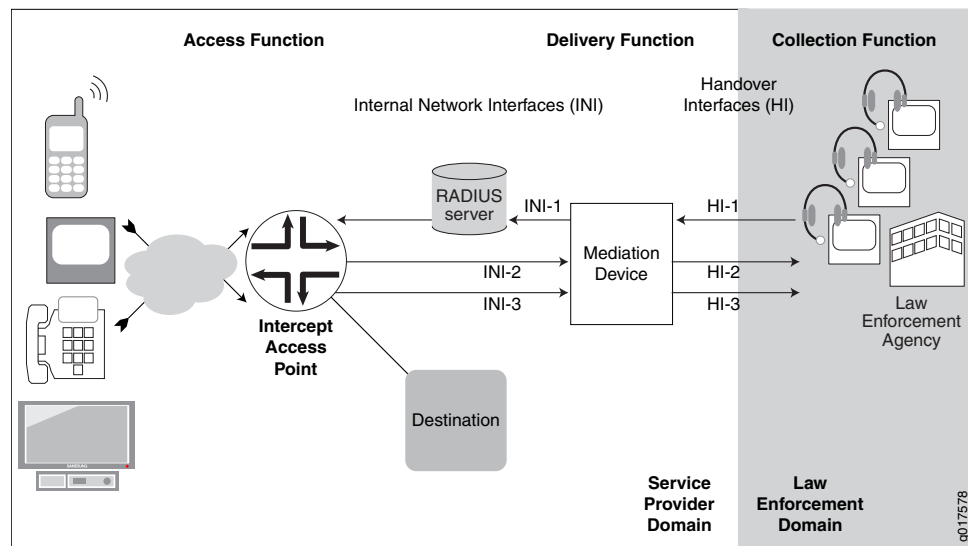 Access Function
Delivery Function
Collection Function
Internal Network Interfaces (INI)
Handover
Interfaces (HI)
RADIUS
server
INI-1
HI-1
Mediation
Device
INI-2
HI-2
INI-3
HI-3
Intercept
Access
Point
Law
Enforcement
Agency
Destination
SAMSUNG
Service
Provider
Domain
Law
Enforcement
Domain
g017578